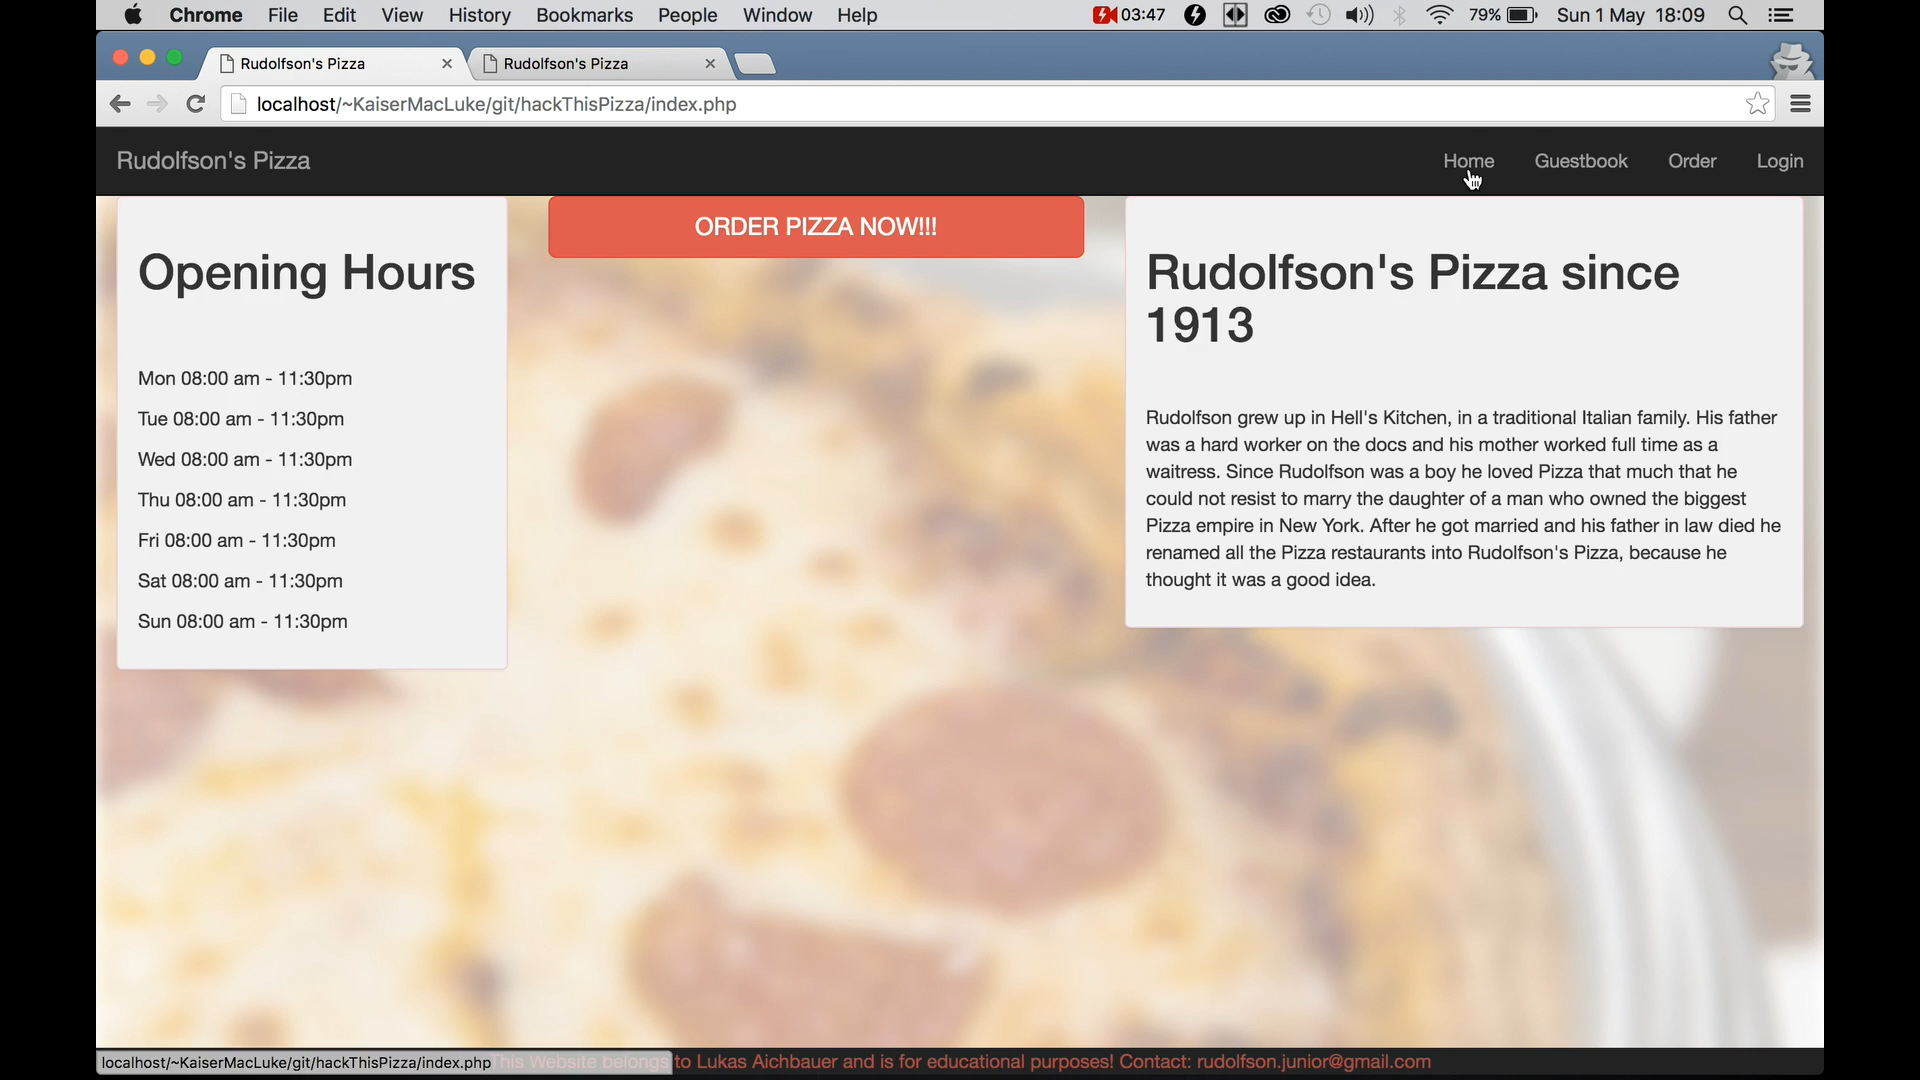 Chrome File Edit View History Bookmarks People Window Help 03:47 79% Sun 1 May 18:09
Rudolfson's Pizza Rudolfson's Pizza
localhost/~KaiserMacLuke/git/hackThisPizza/index.php
Rudolfson's Pizza Home Guestbook Order Login
Opening Hours
Mon 08:00 am - 11:30pm
Tue 08:00 am - 11:30pm
Wed 08:00 am - 11:30pm
Thu 08:00 am - 11:30pm
Fri 08:00 am - 11:30pm
Sat 08:00 am - 11:30pm
Sun 08:00 am - 11:30pm
ORDER PIZZA NOW!!!
Rudolfson's Pizza since
1913
Rudolfson grew up in Hell's Kitchen, in a traditional Italian family. His father
was a hard worker on the docs and his mother worked full time as a
waitress. Since Rudolfson was a boy he loved Pizza that much that he
could not resist to marry the daughter of a man who owned the biggest
Pizza empire in New York. After he got married and his father in law died he
renamed all the Pizza restaurants into Rudolfson's Pizza, because he
thought it was a good idea.
localhost/~KaiserMacLuke/git/hackThisPizza/index.php This Website belongs to Lukas Aichbauer and is for educational purposes! Contact: rudolfson.junior@gmail.com